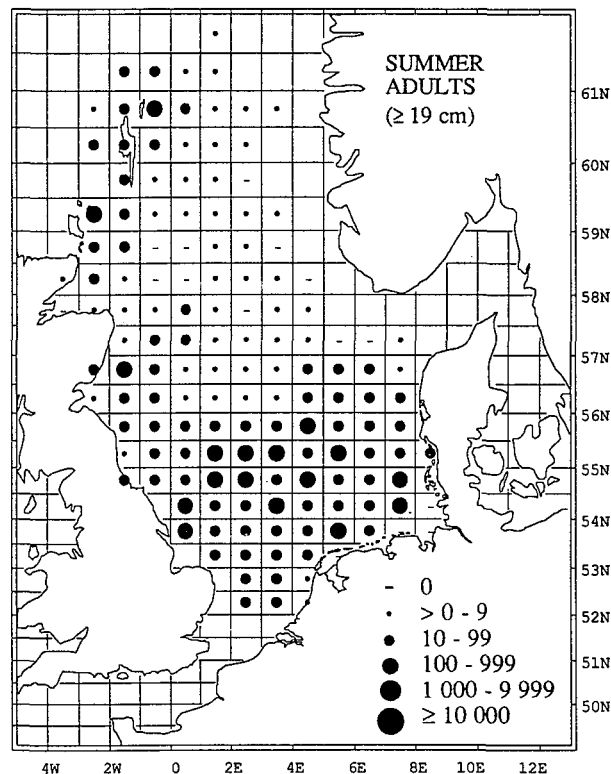 SUMMER
ADULTS
(≥ 19 cm)
61N
60N
59N
58N
57N
56N
55N
54N
53N
52N
51N
50N
- 0
• > 0 - 9
● 10 - 99
● 100 - 999
● 1 000 - 9 999
● ≥ 10 000
4W 2W 0 2E 4E 6E 8E 10E 12E